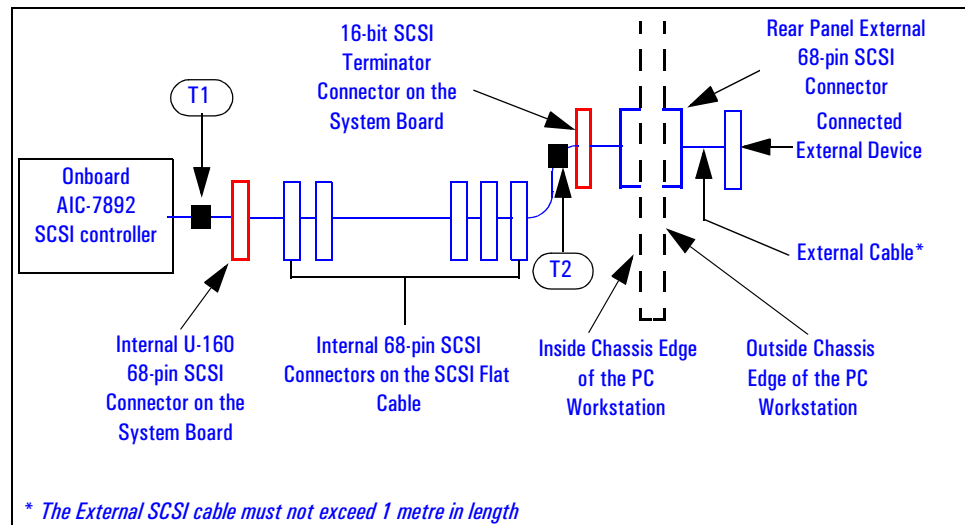 16-bit SCSI
Terminator
Connector on the
System Board
Rear Panel External
68-pin SCSI
Connector
T1
Connected
External Device
Onboard
AIC-7892
SCSI controller
T2
External Cable*
Internal U-160
68-pin SCSI
Connector on the
System Board
Internal 68-pin SCSI
Connectors on the SCSI Flat
Cable
Inside Chassis Edge
of the PC
Workstation
Outside Chassis
Edge of the PC
Workstation
* The External SCSI cable must not exceed 1 metre in length